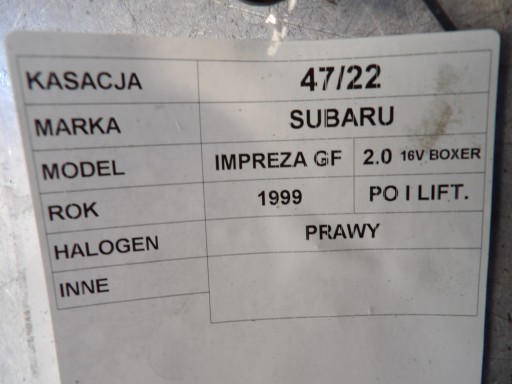 KASACJA 47/22
MARKA SUBARU
MODEL IMPREZA GF 2.0 16V BOXER
ROK 1999 PO I LIFT.
HALOGEN PRAWY
INNE